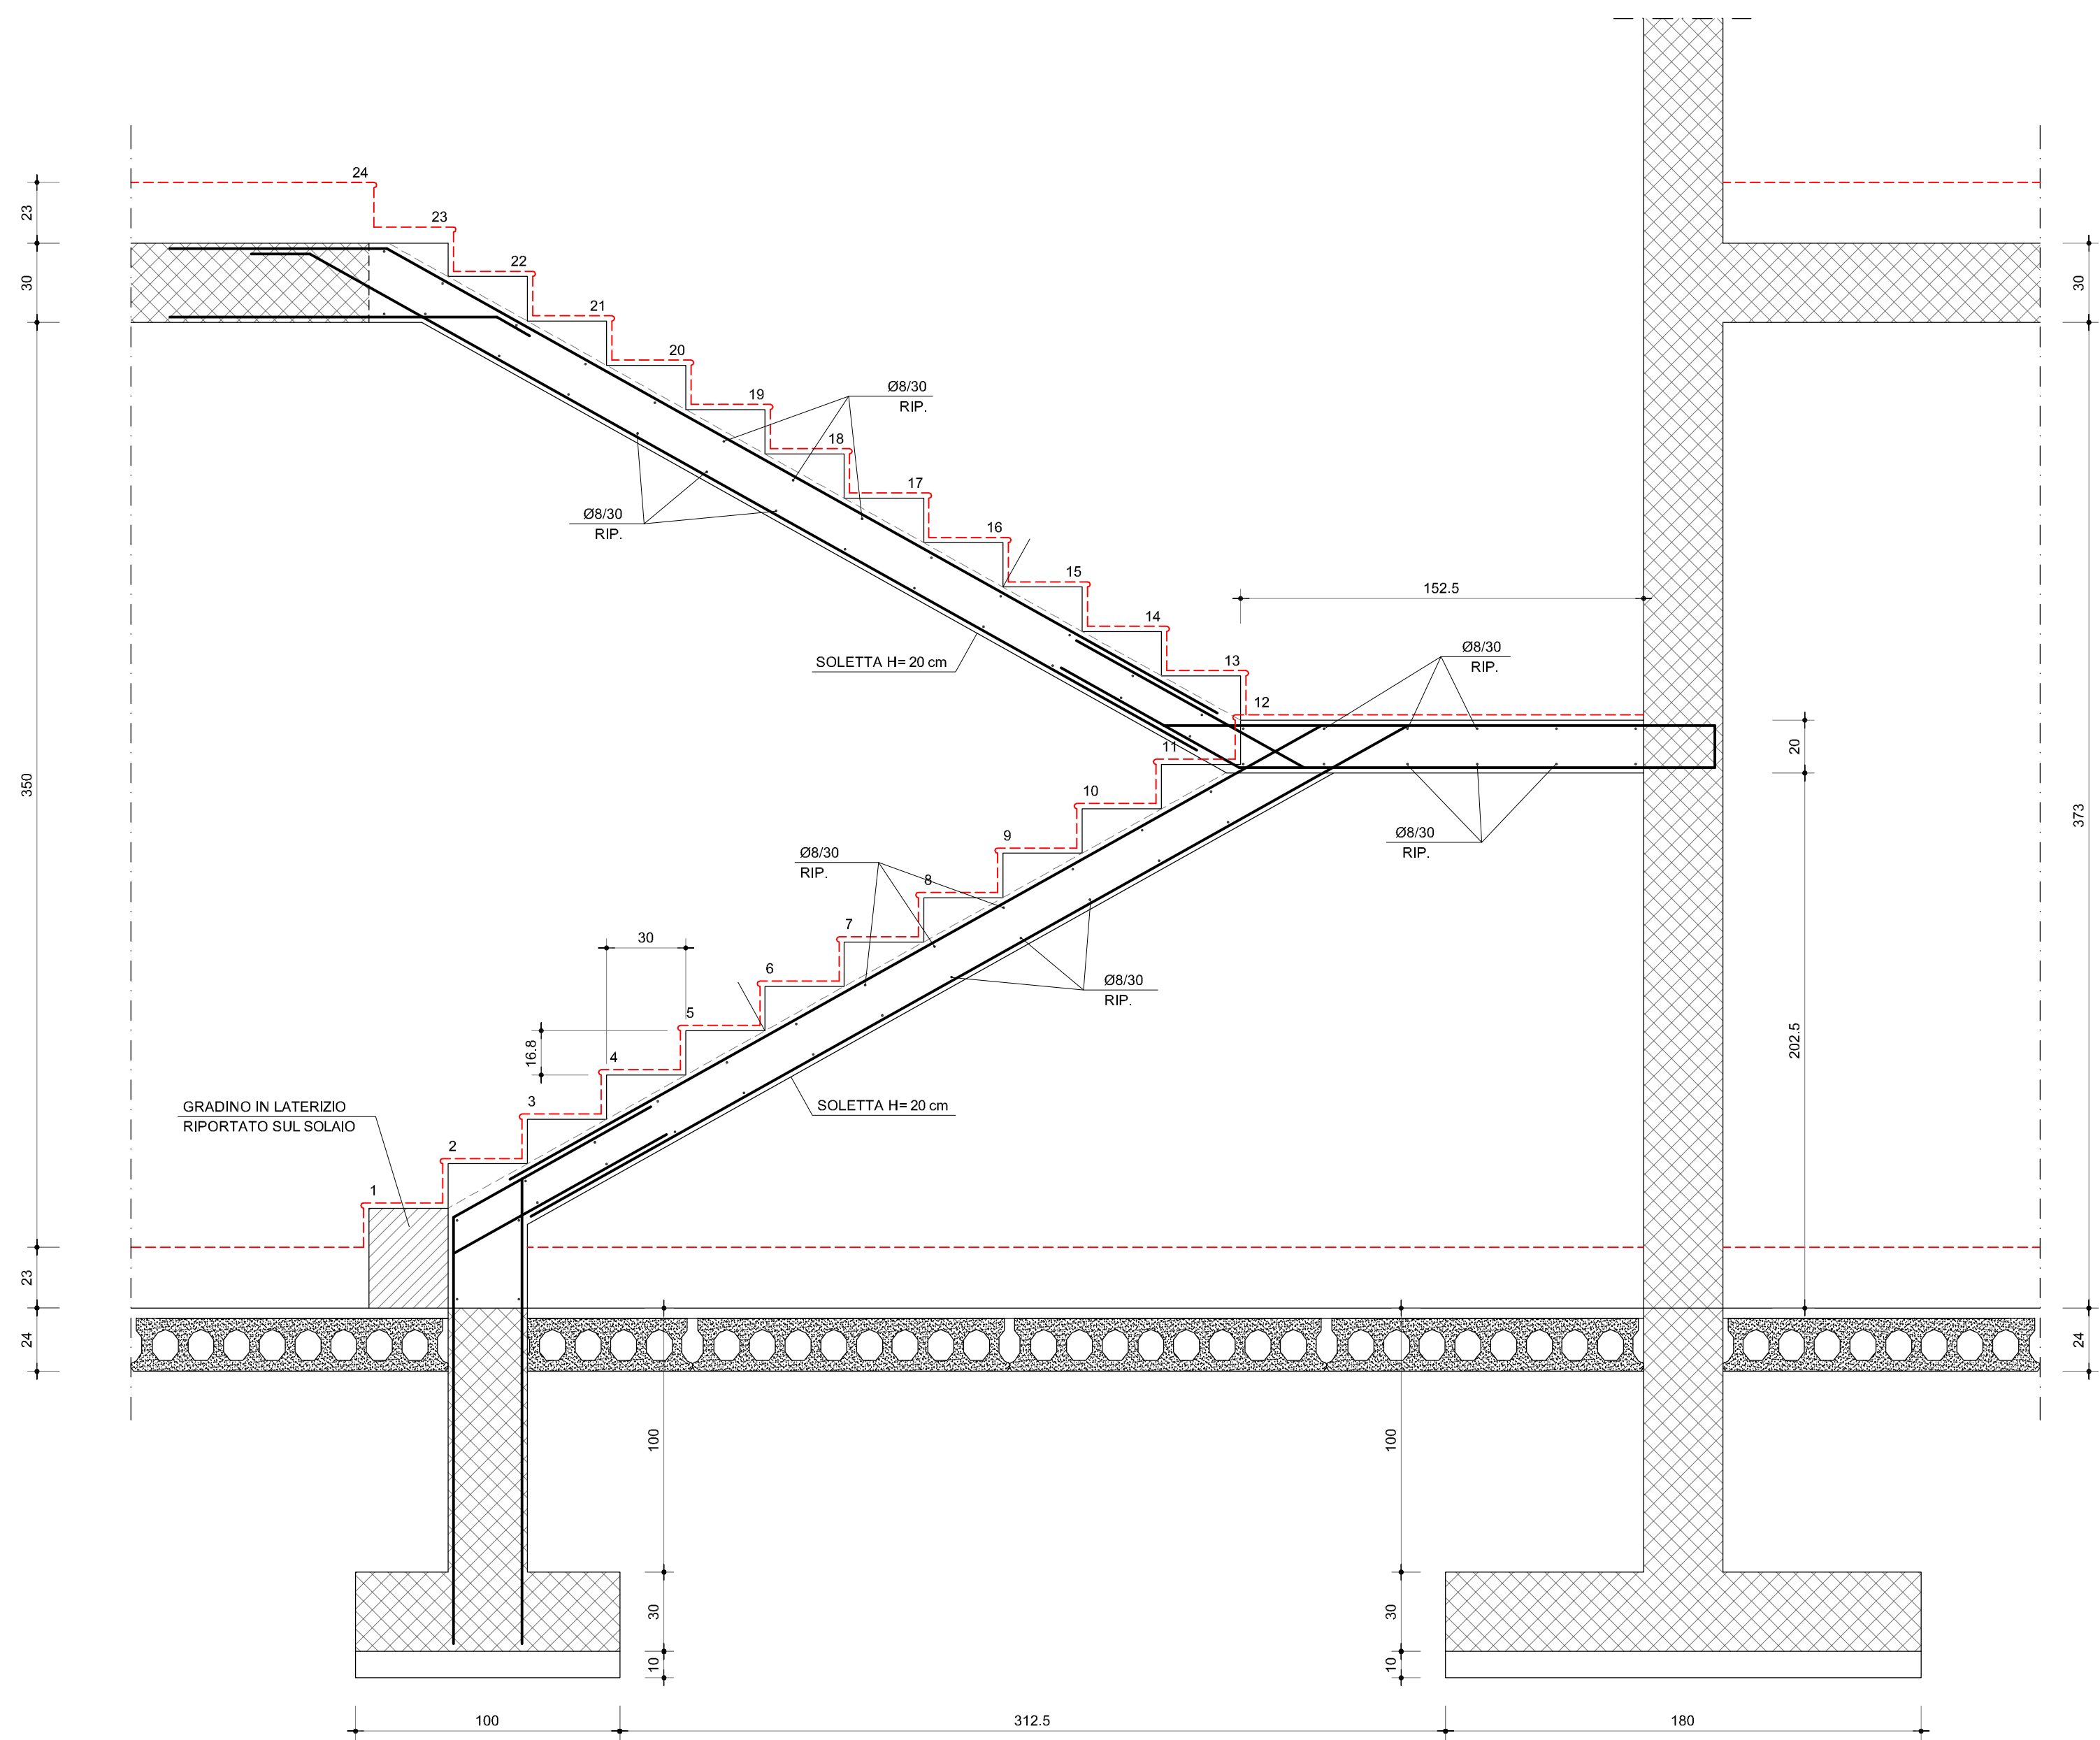 24
23
23
22
30
21
30
20
19
Ø8/30
RIP.
18
17
Ø8/30
RIP.
16
15
152.5
14
Ø8/30
RIP.
SOLETTA H= 20 cm
13
12
11
20
350
10
373
9
Ø8/30
RIP.
Ø8/30
RIP.
8
7
30
6
Ø8/30
RIP.
5
16.8
4
202.5
3
GRADINO IN LATERIZIO
RIPORTATO SUL SOLAIO
SOLETTA H= 20 cm
2
1
23
24
24
100
100
30
30
10
10
100
312.5
180